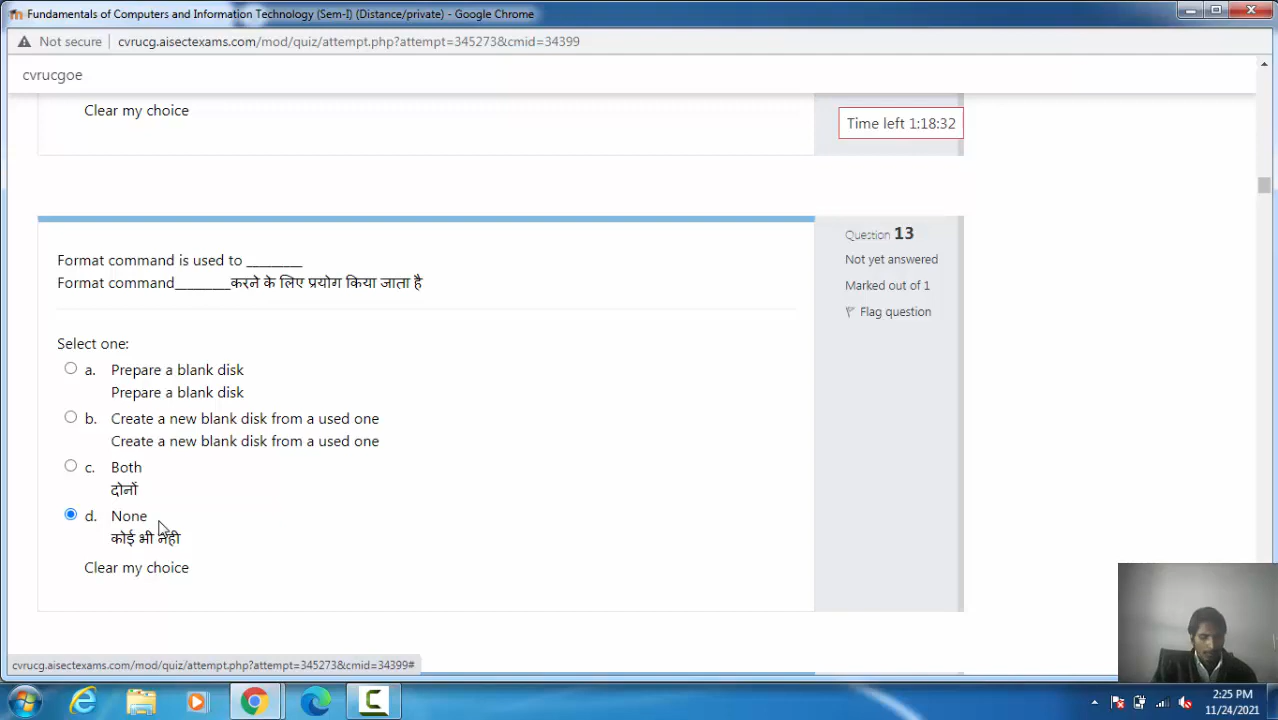 Fundamentals of Computers and Information Technology (Sem-I) (Distance/private) - Google Chrome
Not secure | cvrucg.aisectexams.com/mod/quiz/attempt.php?attempt=345273&cmid=34399
cvrucgoe
Clear my choice
Time left 1:18:32
Question 13
Not yet answered
Marked out of 1
Flag question
Format command is used to _________
Format command_________करने के लिए प्रयोग किया जाता है
Select one:
a. Prepare a blank disk
Prepare a blank disk
b. Create a new blank disk from a used one
Create a new blank disk from a used one
c. Both
दोनों
d. None
कोई भी नहीं
Clear my choice
cvrucg.aisectexams.com/mod/quiz/attempt.php?attempt=345273&cmid=34399#
2:25 PM
11/24/2021